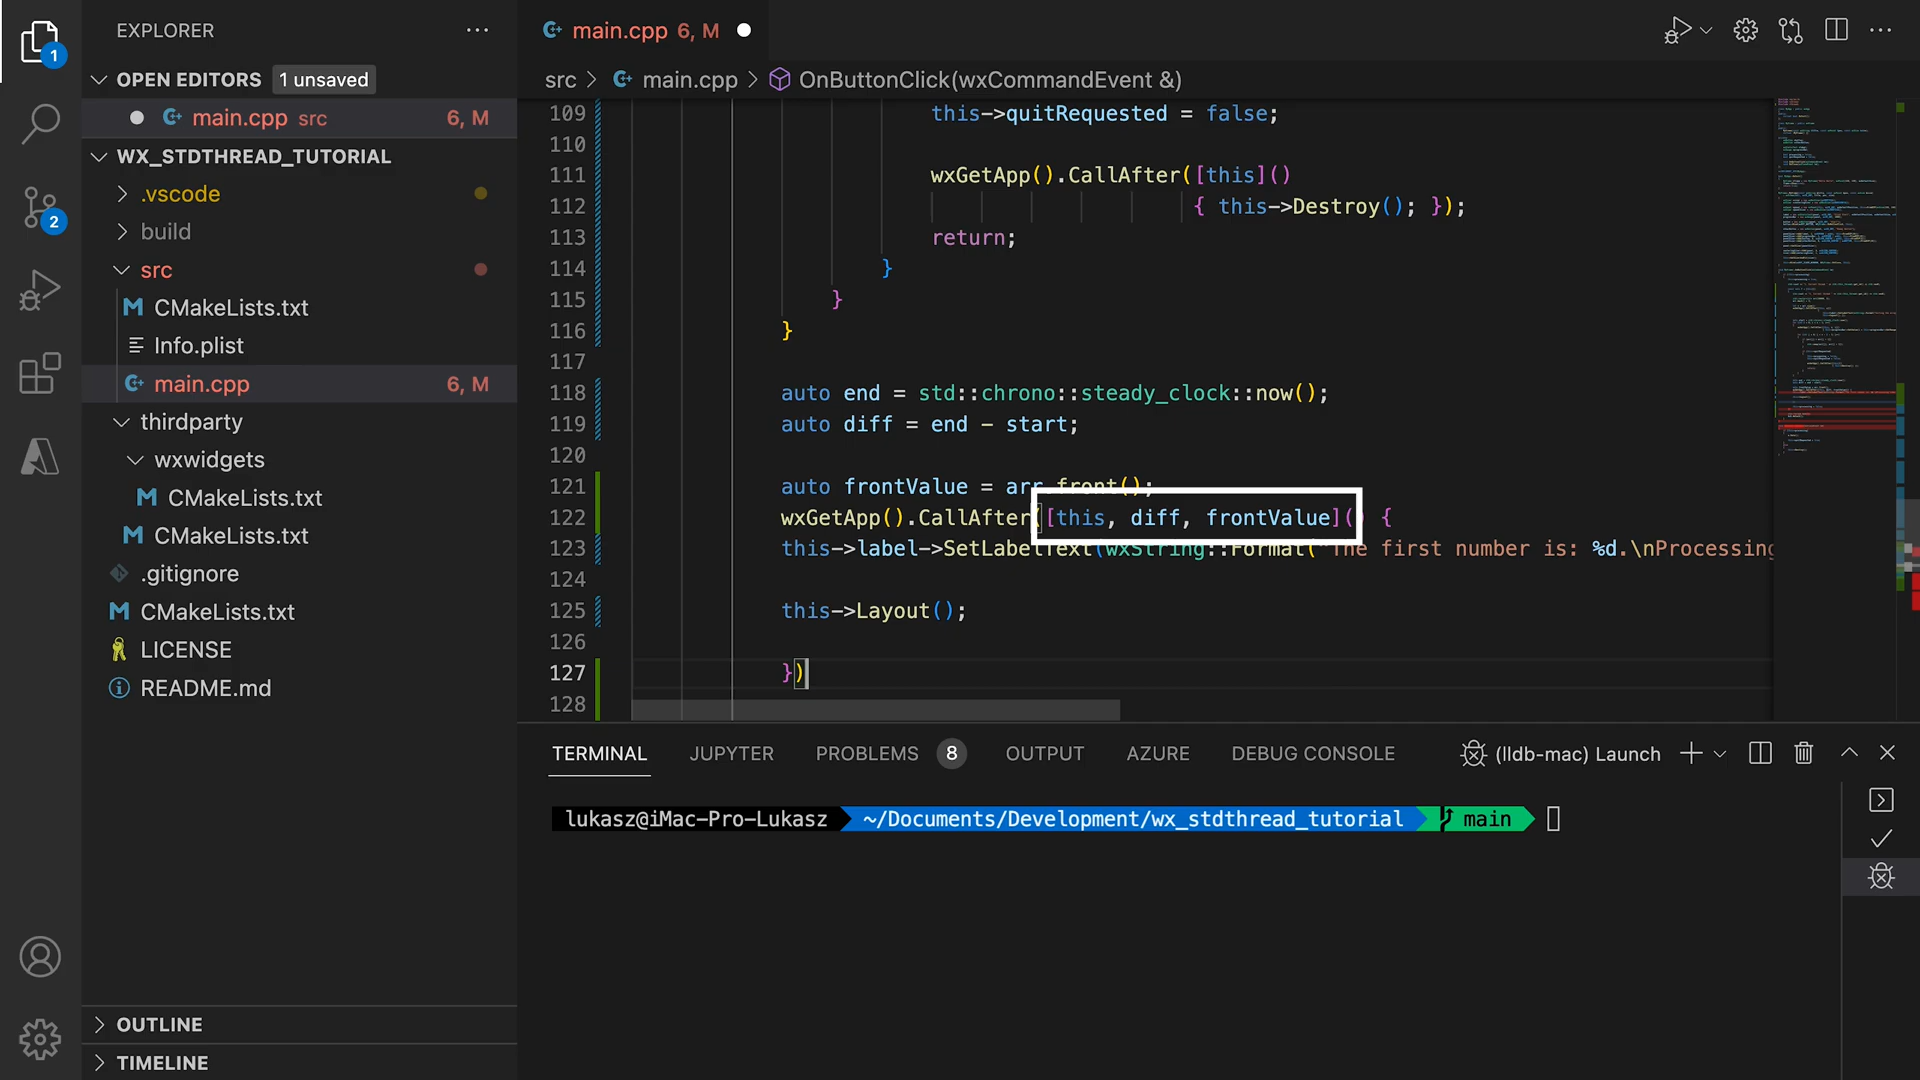 EXPLORER
OPEN EDITORS 1 unsaved
main.cpp src 6, M
WX_STDTHREAD_TUTORIAL
.vscode
build
src
CMakeLists.txt
Info.plist
main.cpp 6, M
thirdparty
wxwidgets
CMakeLists.txt
CMakeLists.txt
.gitignore
CMakeLists.txt
LICENSE
README.md
OUTLINE
TIMELINE
1
2
main.cpp 6, M
src > main.cpp > OnButtonClick(wxCommandEvent &)
109 this->quitRequested = false;
110
111 wxGetApp().CallAfter([this]()
112 { this->Destroy(); });
113 return;
114 }
115 }
116 }
117
118 auto end = std::chrono::steady_clock::now();
119 auto diff = end - start;
120
121 auto frontValue = arr.front();
122 wxGetApp().CallAfter([this, diff, frontValue]() {
123 this->label->SetLabelText(wxString::Format("The first number is: %d.\nProcessing
124
125 this->Layout();
126
127 })
128
TERMINAL JUPYTER PROBLEMS 8 OUTPUT AZURE DEBUG CONSOLE (lldb-mac) Launch
lukasz@iMac-Pro-Lukasz ~/Documents/Development/wx_stdthread_tutorial main